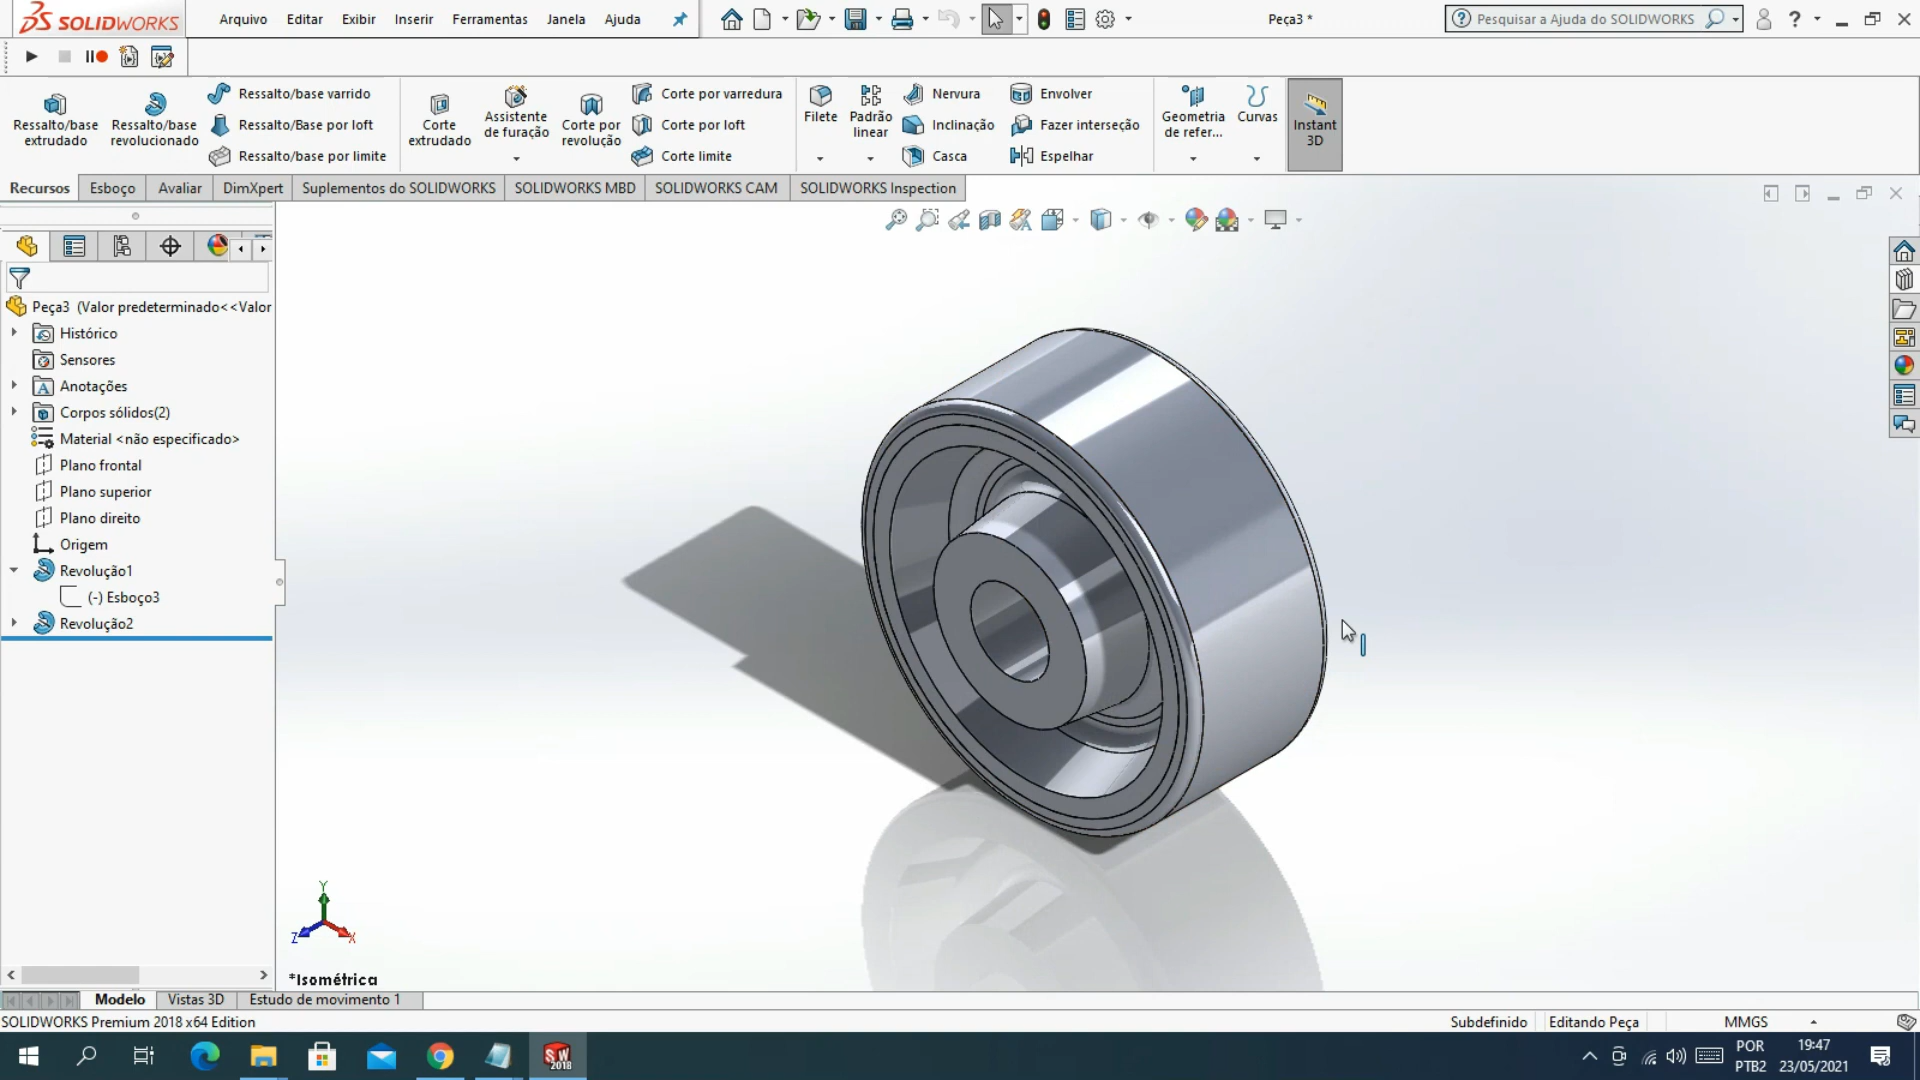 SOLIDWORKS Arquivo Editar Exibir Inserir Ferramentas Janela Ajuda Peça3 * Pesquisar a Ajuda do SOLIDWORKS
Ressalto/base extrudado
Ressalto/base revolucionado
Ressalto/base varrido
Ressalto/Base por loft
Ressalto/base por limite
Corte extrudado
Assistente de furação
Corte por revolução
Corte por varredura
Corte por loft
Corte limite
Filete
Padrão linear
Nervura
Inclinação
Casca
Envolver
Fazer interseção
Espelhar
Geometria de refer...
Curvas
Instant 3D
Recursos Esboço Avaliar DimXpert Suplementos do SOLIDWORKS SOLIDWORKS MBD SOLIDWORKS CAM SOLIDWORKS Inspection
Peça3 (Valor predeterminado<<Valor
Histórico
Sensores
Anotações
Corpos sólidos(2)
Material <não especificado>
Plano frontal
Plano superior
Plano direito
Origem
Revolução1
(-) Esboço3
Revolução2
Y
Z X
*Isométrica
Modelo Vistas 3D Estudo de movimento 1
SOLIDWORKS Premium 2018 x64 Edition Subdefinido Editando Peça MMGS
SW 2018
POR 19:47
PTB2 23/05/2021